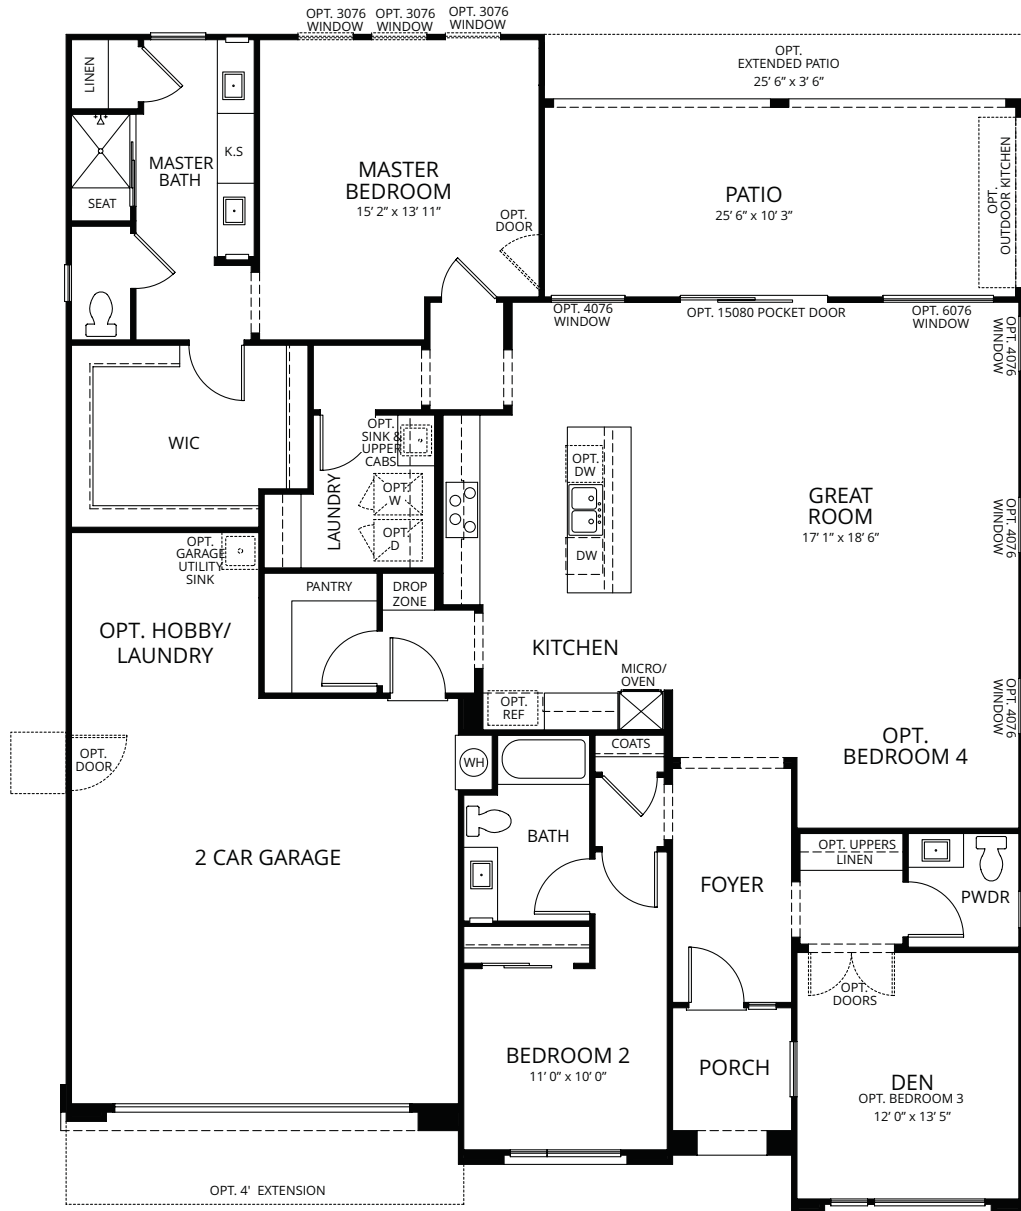 OPT. 3076
WINDOW
OPT. 3076
WINDOW
OPT. 3076
WINDOW
OPT.
EXTENDED PATIO
25’ 6” x 3’ 6”
LINEN
K.S
MASTER
BATH
SEAT
MASTER
BEDROOM
15’ 2” x 13’ 11”
OPT.
DOOR
PATIO
25’ 6” x 10’ 3”
OPT.
OUTDOOR KITCHEN
OPT. 4076
WINDOW
OPT. 15080 POCKET DOOR
OPT. 6076
WINDOW
OPT. 4076
WINDOW
WIC
OPT.
SINK &
UPPER
CABS
LAUNDRY
OPT.
W
OPT.
D
OPT.
DW
DW
GREAT
ROOM
17’ 1” x 18’ 6”
OPT. 4076
WINDOW
OPT.
GARAGE
UTILITY
SINK
PANTRY
DROP
ZONE
OPT. HOBBY/
LAUNDRY
KITCHEN
MICRO/
OVEN
OPT.
REF
OPT. 4076
WINDOW
OPT.
BEDROOM 4
OPT.
DOOR
WH
COATS
BATH
2 CAR GARAGE
FOYER
OPT. UPPERS
LINEN
PWDR
OPT.
DOORS
BEDROOM 2
11’ 0” x 10’ 0”
PORCH
DEN
OPT. BEDROOM 3
12’ 0” x 13’ 5”
OPT. 4' EXTENSION